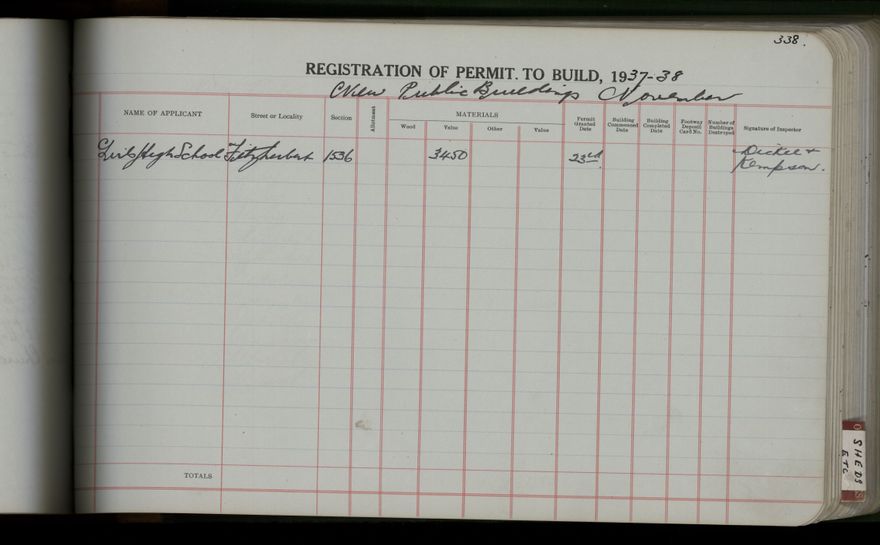 338.
REGISTRATION OF PERMIT. TO BUILD, 1937-38
New Public Buildings November
NAME OF APPLICANT Street or Locality Section Allotment MATERIALS Permit Granted Date Building Commenced Date Building Completed Date Footway Deposit Card No. Number of Buildings Destroyed Signature of Inspector
Wood Value Other Value
Girls High School Fitzherbert 1536 3450 23rd Dickel +
Kempson.
TOTALS
SHEDS
ETC